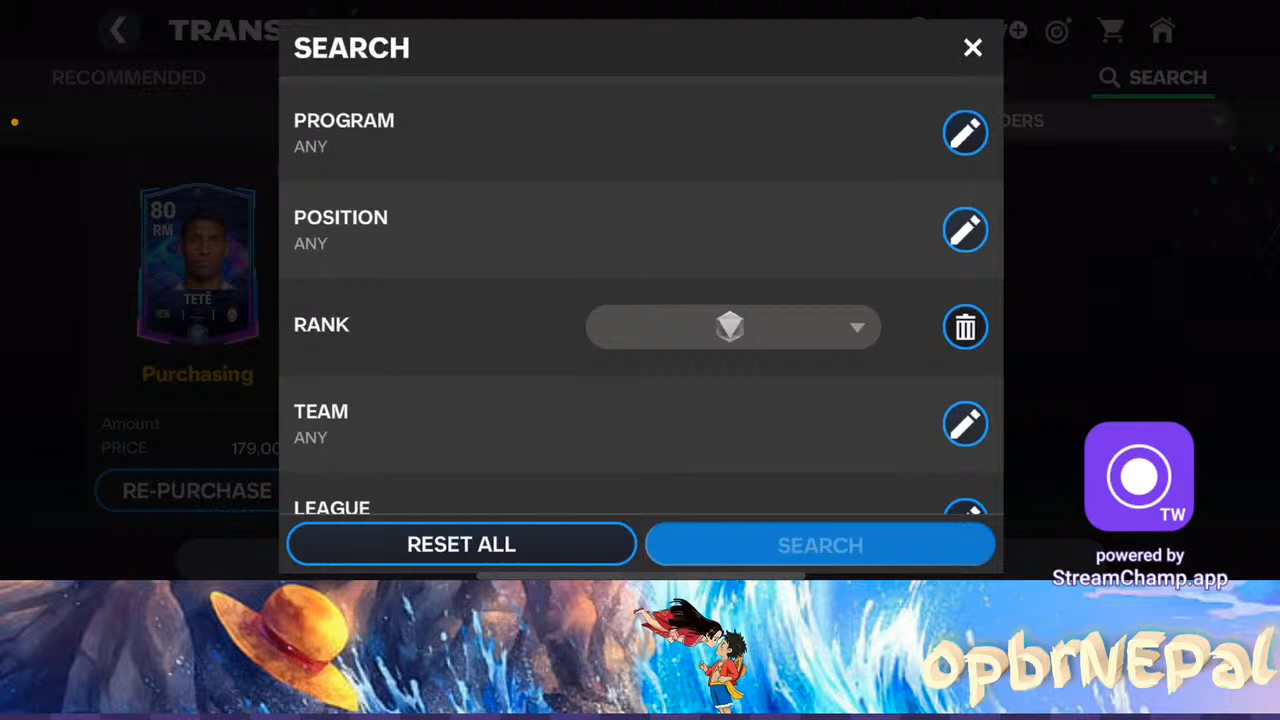 TRANS
SEARCH
RECOMMENDED
SEARCH
DERS
PROGRAM
ANY
POSITION
ANY
RANK
TEAM
ANY
LEAGUE
RESET ALL
SEARCH
80
RM
TETÊ
Purchasing
Amount
PRICE 179,00
RE-PURCHASE
TW
powered by
StreamChamp.app
opbrNEPal